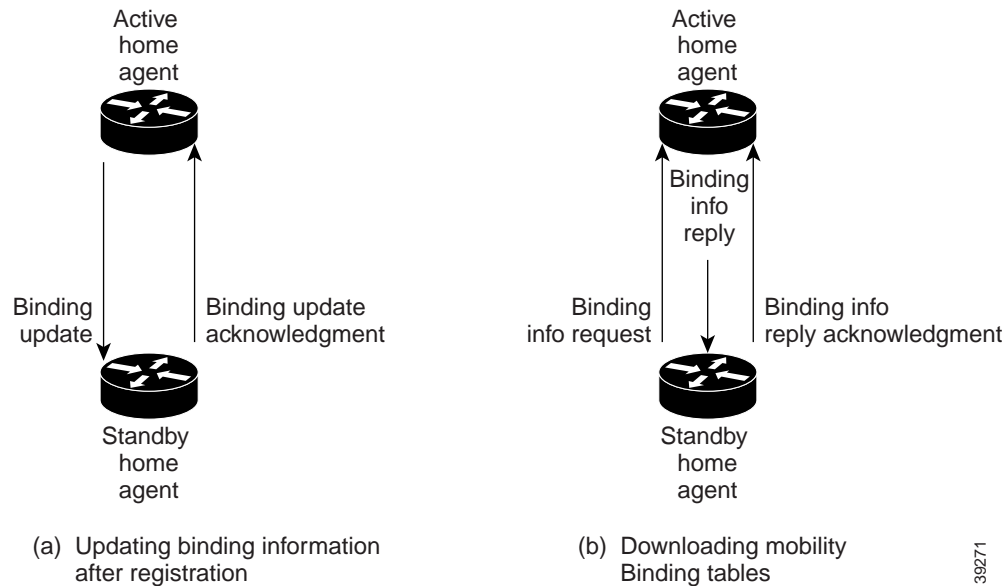 Active
home
agent
Binding
update
Binding update
acknowledgment
Standby
home
agent
(a) Updating binding information
after registration
Active
home
agent
Binding
info
reply
Binding
info request
Binding info
reply acknowledgment
Standby
home
agent
(b) Downloading mobility
Binding tables
39271